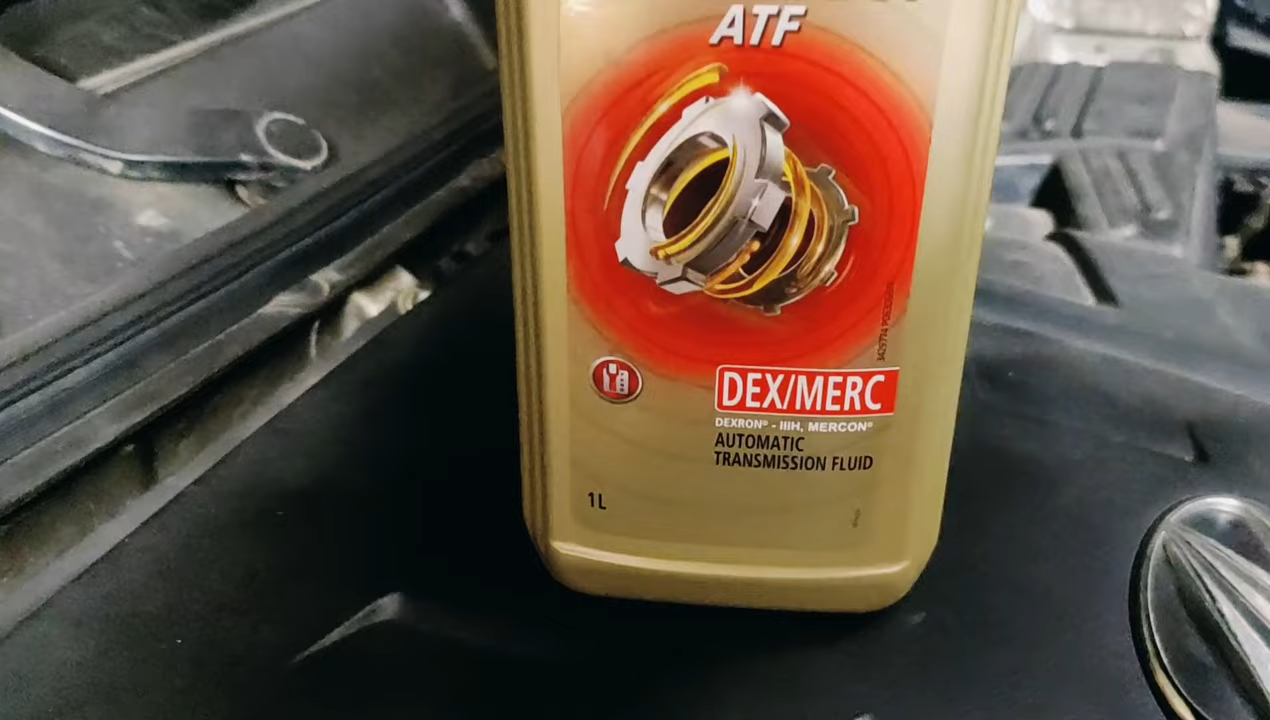 ATF
DEX/MERC
DEXRON® - IIIH, MERCON®
AUTOMATIC
TRANSMISSION FLUID
1L